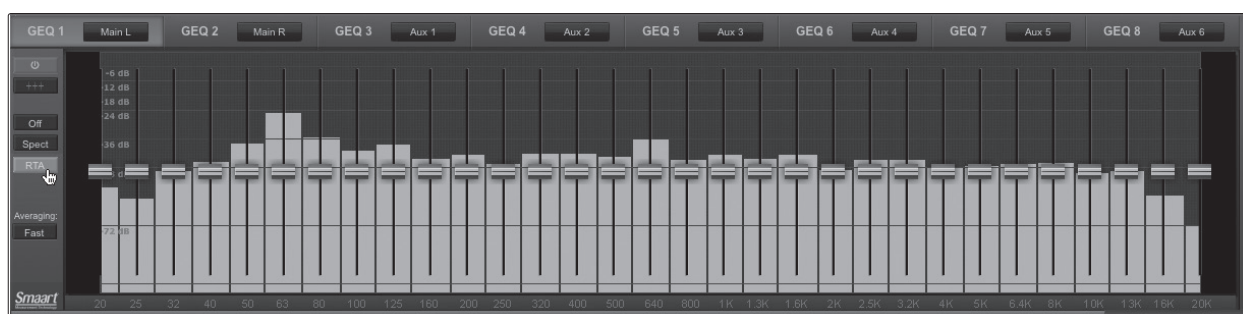 GEQ 1 Main L GEQ 2 Main R GEQ 3 Aux 1 GEQ 4 Aux 2 GEQ 5 Aux 3 GEQ 6 Aux 4 GEQ 7 Aux 5 GEQ 8 Aux 6
-6 dB
-12 dB
-18 dB
-24 dB
-36 dB
-72 dB
+++
Off
Spect
RTA
Averaging:
Fast
Smaart
20 25 32 40 50 63 80 100 125 160 200 250 320 400 500 640 800 1K 1.3K 1.6K 2K 2.5K 3.2K 4K 5K 6.4K 8K 10K 13K 16K 20K